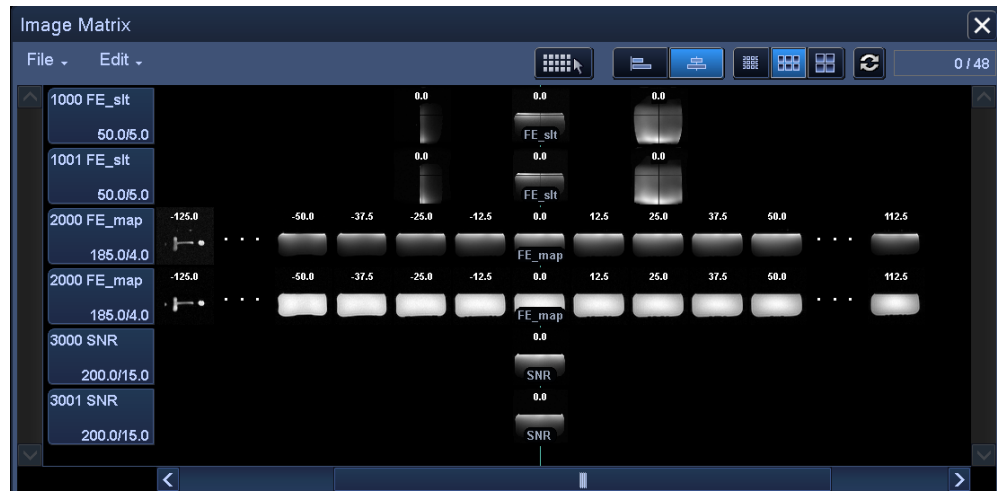 Image Matrix
File Edit 0 / 48
1000 FE_slt 0.0 0.0 0.0
50.0/5.0 FE_slt
1001 FE_slt 0.0 0.0 0.0
50.0/5.0 FE_slt
2000 FE_map -125.0 -50.0 -37.5 -25.0 -12.5 0.0 12.5 25.0 37.5 50.0 112.5
185.0/4.0 FE_map
2000 FE_map -125.0 -50.0 -37.5 -25.0 -12.5 0.0 12.5 25.0 37.5 50.0 112.5
185.0/4.0 FE_map
3000 SNR 0.0
200.0/15.0 SNR
3001 SNR 0.0
200.0/15.0 SNR